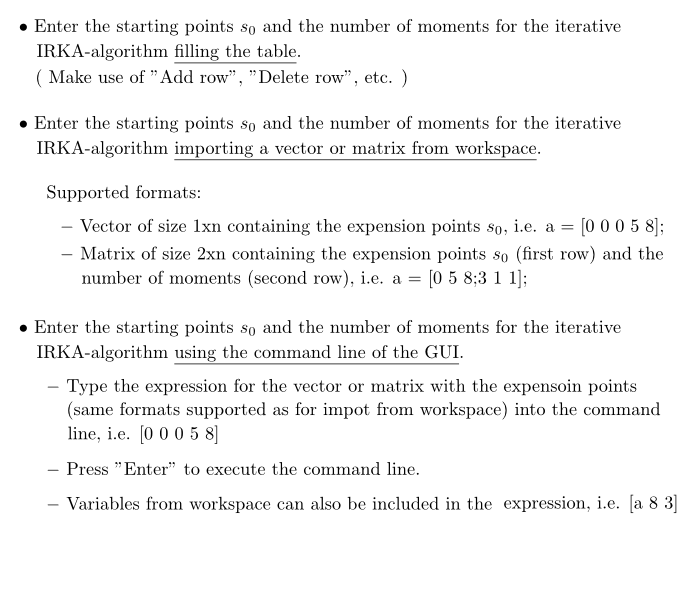 • Enter the starting points s₀ and the number of moments for the iterative
IRKA-algorithm filling the table.
( Make use of ”Add row”, ”Delete row”, etc. )
• Enter the starting points s₀ and the number of moments for the iterative
IRKA-algorithm importing a vector or matrix from workspace.
Supported formats:
– Vector of size 1xn containing the expension points s₀, i.e. a = [0 0 0 5 8];
– Matrix of size 2xn containing the expension points s₀ (first row) and the
number of moments (second row), i.e. a = [0 5 8;3 1 1];
• Enter the starting points s₀ and the number of moments for the iterative
IRKA-algorithm using the command line of the GUI.
– Type the expression for the vector or matrix with the expensoin points
(same formats supported as for impot from workspace) into the command
line, i.e. [0 0 0 5 8]
– Press ”Enter” to execute the command line.
– Variables from workspace can also be included in the expression, i.e. [a 8 3]